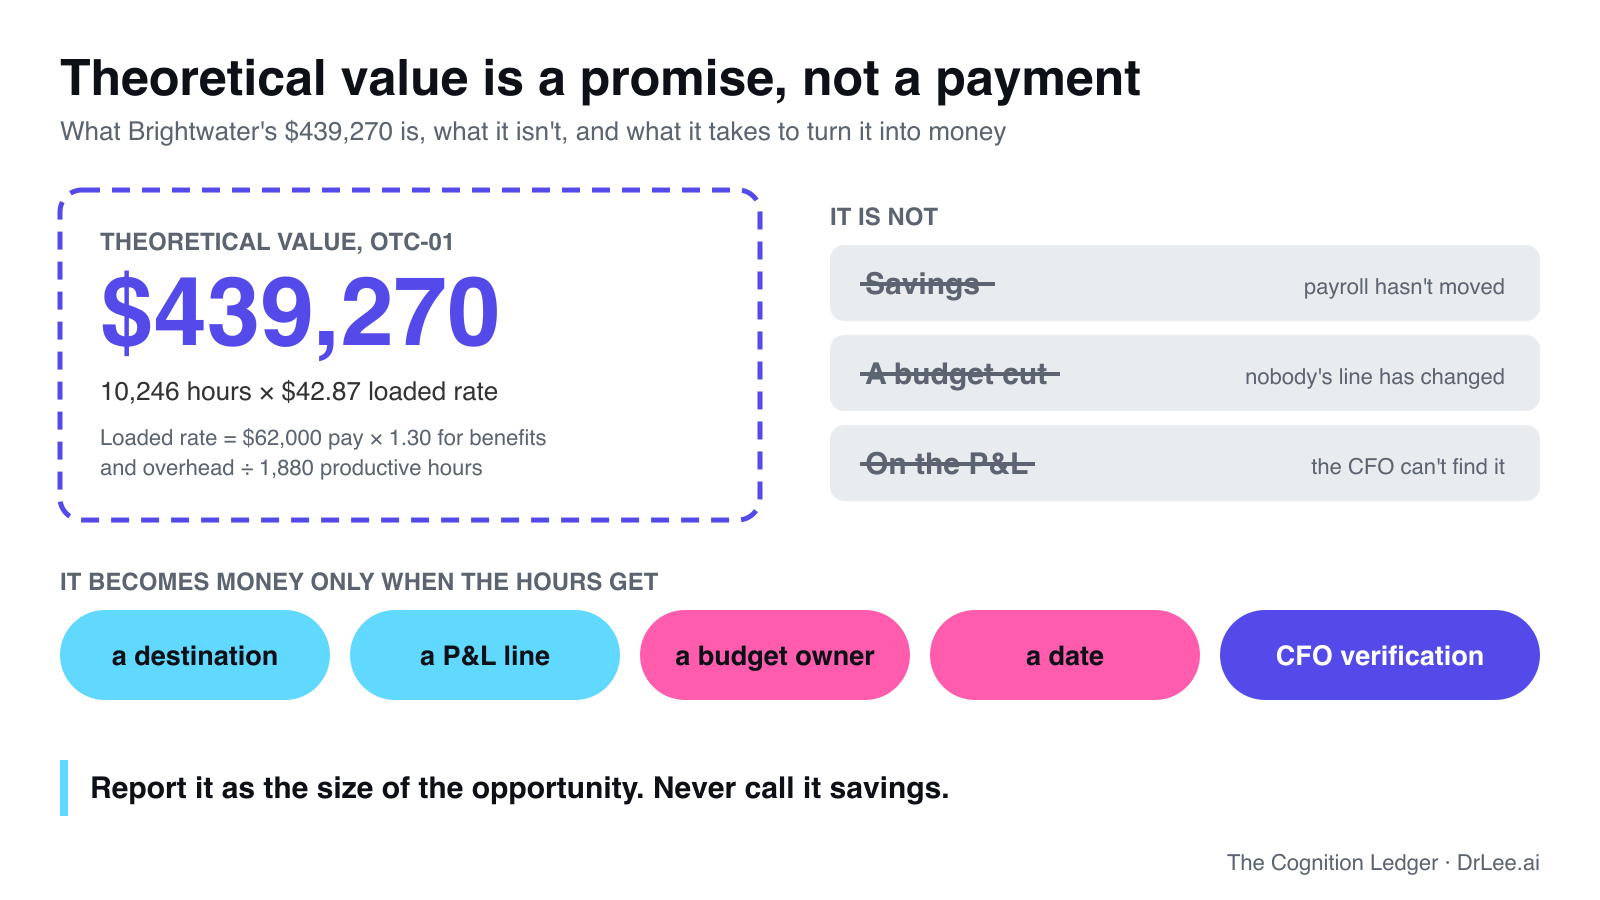 Theoretical value is a promise, not a payment
What Brightwater's $439,270 is, what it isn't, and what it takes to turn it into money
THEORETICAL VALUE, OTC-01
$439,270
10,246 hours × $42.87 loaded rate
Loaded rate = $62,000 pay × 1.30 for benefits
and overhead ÷ 1,880 productive hours
IT IS NOT
Savings
payroll hasn't moved
A budget cut
nobody's line has changed
On the P&L
the CFO can't find it
IT BECOMES MONEY ONLY WHEN THE HOURS GET
a destination
a P&L line
a budget owner
a date
CFO verification
Report it as the size of the opportunity. Never call it savings.
The Cognition Ledger · DrLee.ai